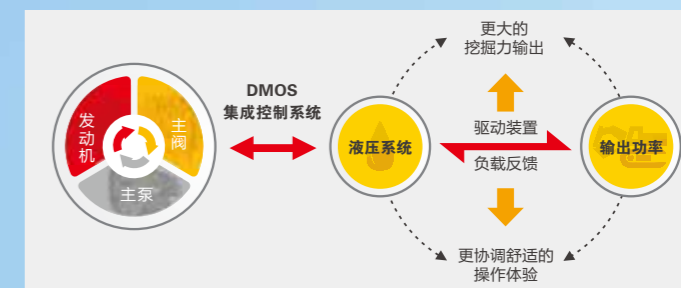 发动机
主阀
主泵
DMOS
集成控制系统
液压系统
更大的
挖掘力输出
驱动装置
负载反馈
更协调舒适的
操作体验
输出功率